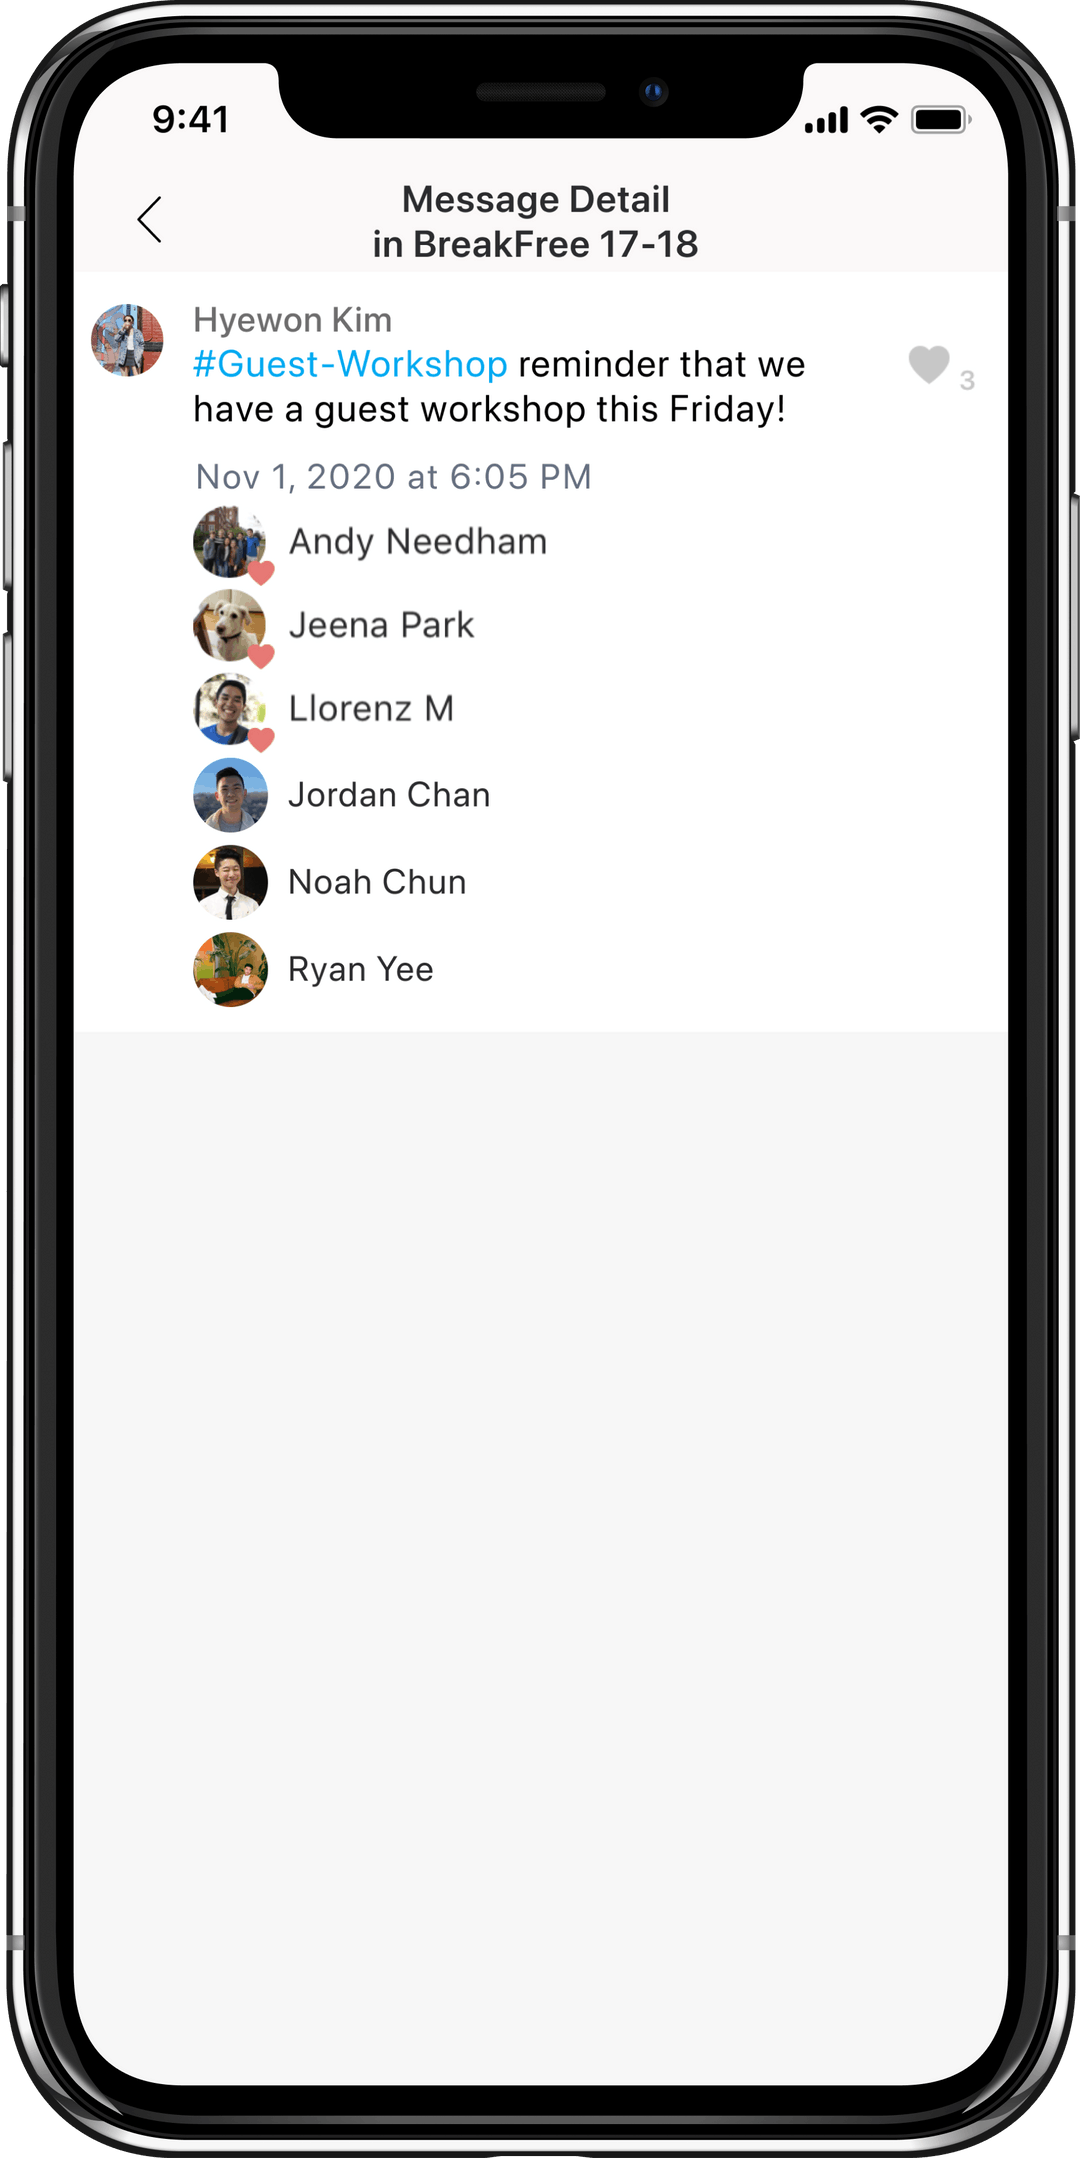 9:41
Message Detail
in BreakFree 17-18
Hyewon Kim
#Guest-Workshop reminder that we
have a guest workshop this Friday!
3
Nov 1, 2020 at 6:05 PM
Andy Needham
Jeena Park
Llorenz M
Jordan Chan
Noah Chun
Ryan Yee